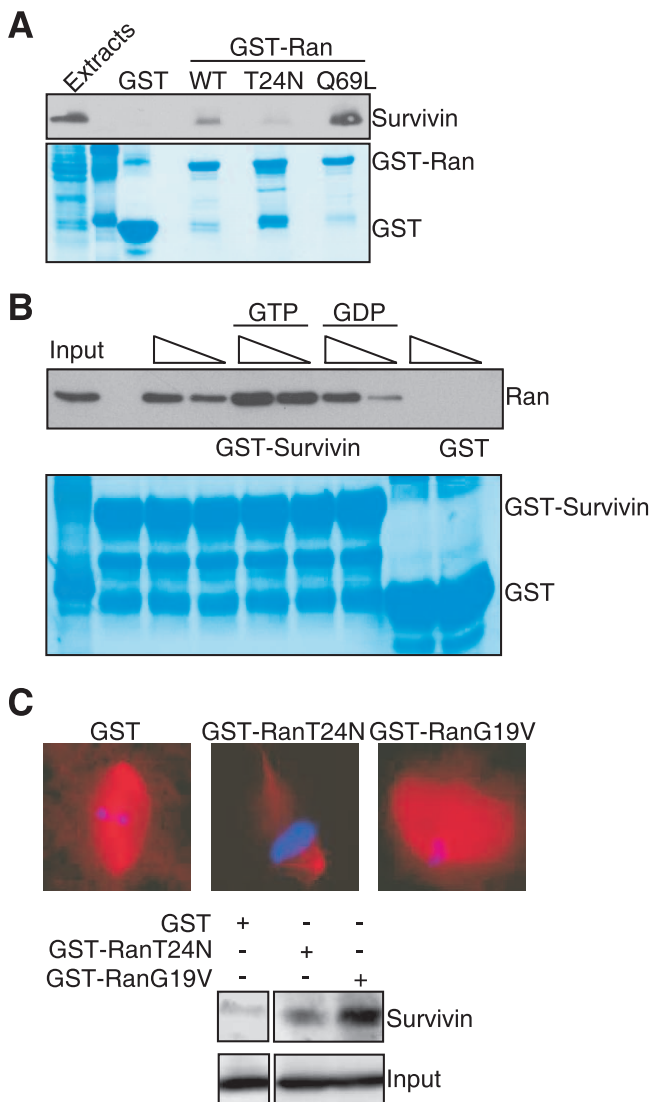 A
GST-Ran
Extracts GST WT T24N Q69L
Survivin
GST-Ran
GST
B
GTP GDP
Input
Ran
GST-Survivin GST
GST-Survivin
GST
C
GST GST-RanT24N GST-RanG19V
GST + - -
GST-RanT24N - + -
GST-RanG19V - - +
Survivin
Input